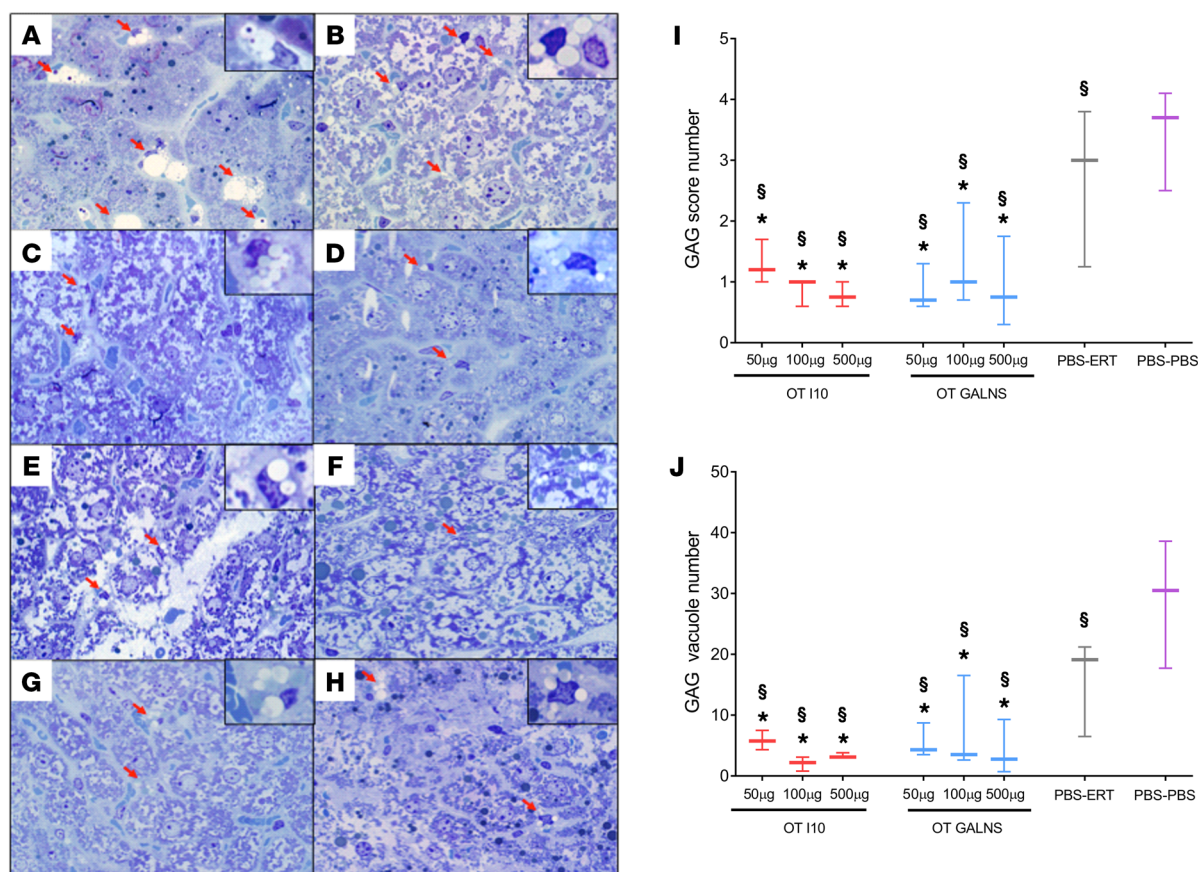 A
B
C
D
E
F
G
H
I
GAG score number
5
4
3
2
1
0
§
*
§
*
§
*
§
*
§
*
§
*
§
50µg
100µg
500µg
50µg
100µg
500µg
PBS-ERT
PBS-PBS
OT I10
OT GALNS
J
GAG vacuole number
50
40
30
20
10
0
§
*
§
*
§
*
§
*
§
*
§
*
§
50µg
100µg
500µg
50µg
100µg
500µg
PBS-ERT
PBS-PBS
OT I10
OT GALNS